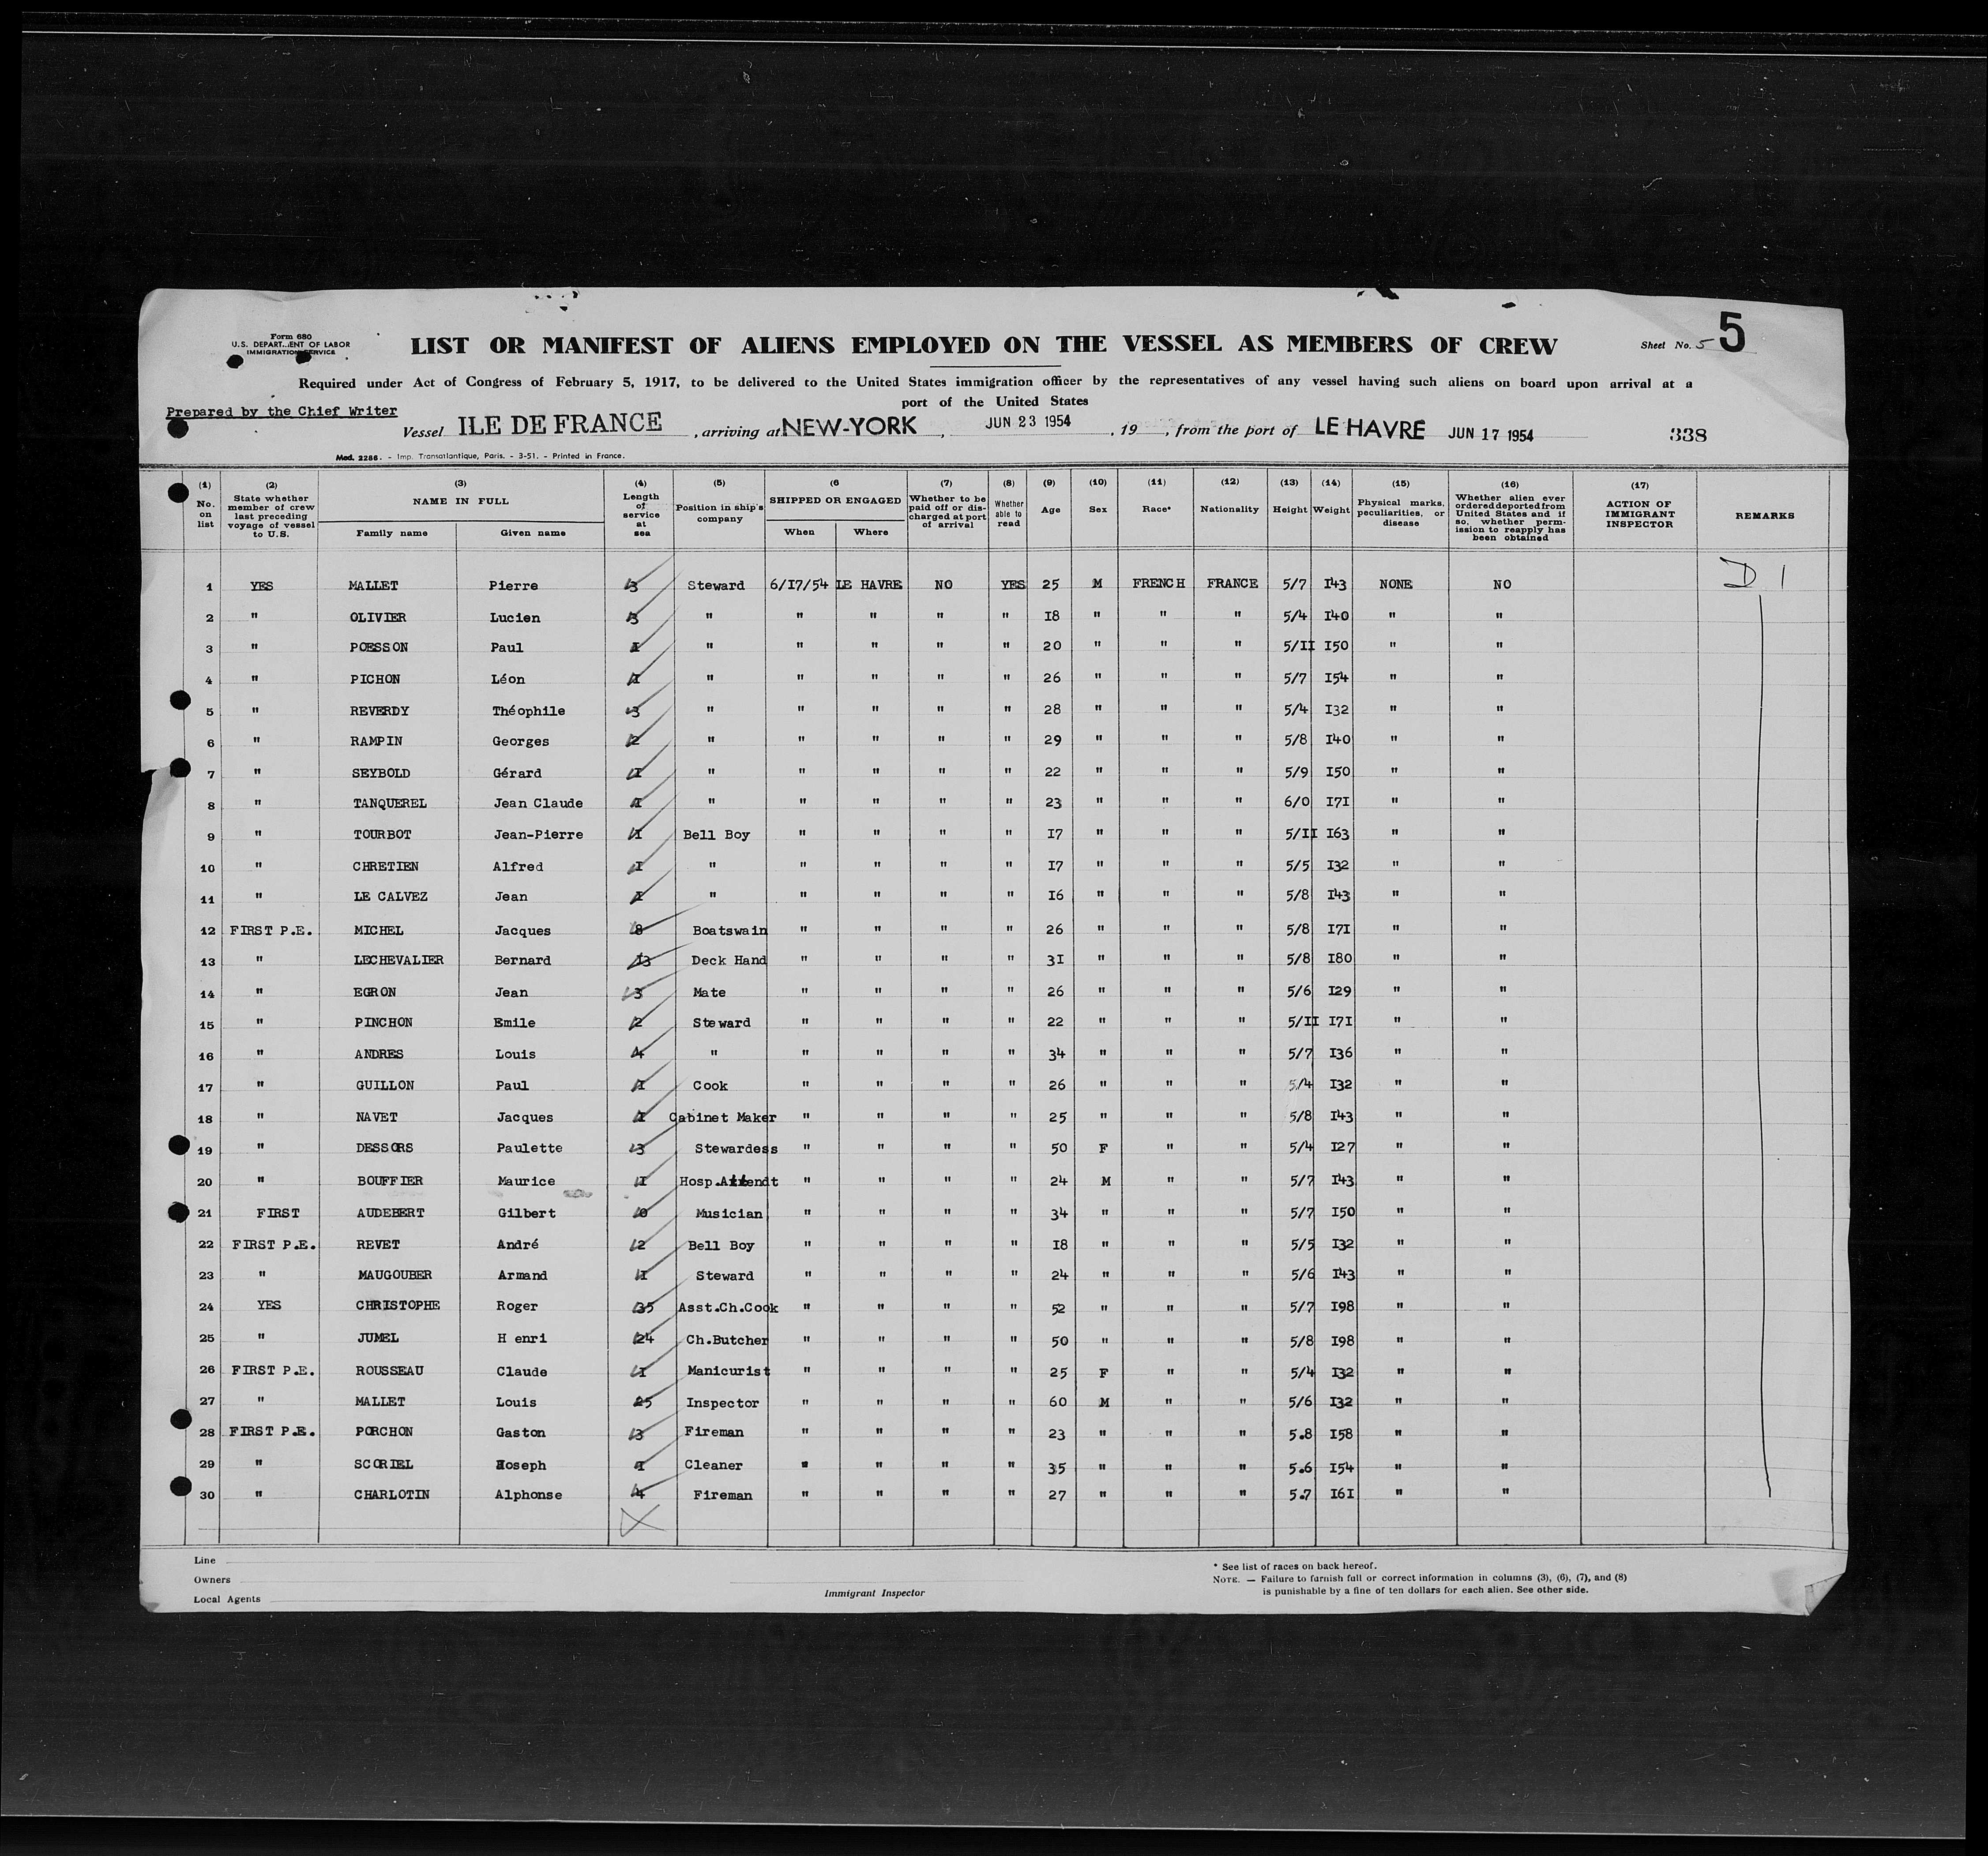 Form 680
U.S. DEPART..ENT OF LABOR
IMMIGRATION SERVICE
LIST OR MANIFEST OF ALIENS EMPLOYED ON THE VESSEL AS MEMBERS OF CREW
Sheet No. 5 5
Required under Act of Congress of February 5, 1917, to be delivered to the United States immigration officer by the representatives of any vessel having such aliens on board upon arrival at a
port of the United States
Prepared by the Chief Writer
Vessel ILE DE FRANCE, arriving at NEW-YORK, JUN 23 1954, 19 , from the port of LE HAVRE JUN 17 1954 338
Mod. 2286. - Imp. Transatlantique, Paris. - 3-51. - Printed in France.
(1) No. on list (2) State whether member of crew last preceding voyage of vessel to U.S. (3) NAME IN FULL Family name Given name (4) Length of service at sea (5) Position in ship's company (6 SHIPPED OR ENGAGED When Where (7) Whether to be paid off or discharged at port of arrival (8) Whether able to read (9) Age (10) Sex (11) Race* (12) Nationality (13) Height (14) Weight (15) Physical marks, peculiarities, or disease (16) Whether alien ever ordered deported from United States and if so, whether permission to reapply has been obtained (17) ACTION OF IMMIGRANT INSPECTOR REMARKS
1 YES MALLET Pierre 3 Steward 6/17/54 LE HAVRE NO YES 25 M FRENCH FRANCE 5/7 143 NONE NO D 1
2 " OLIVIER Lucien 3 " " " " " 18 " " " 5/4 140 " "
3 " POESSON Paul 1 " " " " " 20 " " " 5/11 150 " "
4 " PICHON Léon 1 " " " " " 26 " " " 5/7 154 " "
5 " REVERDY Théophile 3 " " " " " 28 " " " 5/4 132 " "
6 " RAMPIN Georges 2 " " " " " 29 " " " 5/8 140 " "
7 " SEYBOLD Gérard 1 " " " " " 22 " " " 5/9 150 " "
8 " TANQUEREL Jean Claude 1 " " " " " 23 " " " 6/0 171 " "
9 " TOURBOT Jean-Pierre 1 Bell Boy " " " " 17 " " " 5/11 163 " "
10 " CHRETIEN Alfred 1 " " " " " 17 " " " 5/5 132 " "
11 " LE CALVEZ Jean 1 " " " " " 16 " " " 5/8 143 " "
12 FIRST P.E. MICHEL Jacques 8 Boatswain " " " " 26 " " " 5/8 171 " "
13 " LECHEVALIER Bernard 13 Deck Hand " " " " 31 " " " 5/8 180 " "
14 " EGRON Jean 3 Mate " " " " 26 " " " 5/6 129 " "
15 " PINCHON Emile 2 Steward " " " " 22 " " " 5/11 171 " "
16 " ANDRES Louis 4 " " " " " 34 " " " 5/7 136 " "
17 " GUILLON Paul 1 Cook " " " " 26 " " " 5/4 132 " "
18 " NAVET Jacques 1 Cabinet Maker " " " " 25 " " " 5/8 143 " "
19 " DESSORS Paulette 3 Stewardess " " " " 50 F " " 5/4 127 " "
20 " BOUFFIER Maurice 1 Hosp.Attendt " " " " 24 M " " 5/7 143 " "
21 FIRST AUDEBERT Gilbert 0 Musician " " " " 34 " " " 5/7 150 " "
22 FIRST P.E. REVET André 2 Bell Boy " " " " 18 " " " 5/5 132 " "
23 " MAUGOUBER Armand 1 Steward " " " " 24 " " " 5/6 143 " "
24 YES CHRISTOPHE Roger 35 Asst.Ch.Cook " " " " 52 " " " 5/7 198 " "
25 " JUMEL H enri 24 Ch.Butcher " " " " 50 " " " 5/8 198 " "
26 FIRST P.E. ROUSSEAU Claude 1 Manicurist " " " " 25 F " " 5/4 132 " "
27 " MALLET Louis 25 Inspector " " " " 60 M " " 5/6 132 " "
28 FIRST P.E. PORCHON Gaston 3 Fireman " " " " 23 " " " 5.8 158 " "
29 " SCORIEL Joseph 1 Cleaner " " " " 35 " " " 5.6 154 " "
30 " CHARLOTIN Alphonse 4 Fireman " " " " 27 " " " 5.7 161 " "
Line
Owners
Local Agents
Immigrant Inspector
* See list of races on back hereof.
NOTE. — Failure to furnish full or correct information in columns (3), (6), (7), and (8)
is punishable by a fine of ten dollars for each alien. See other side.